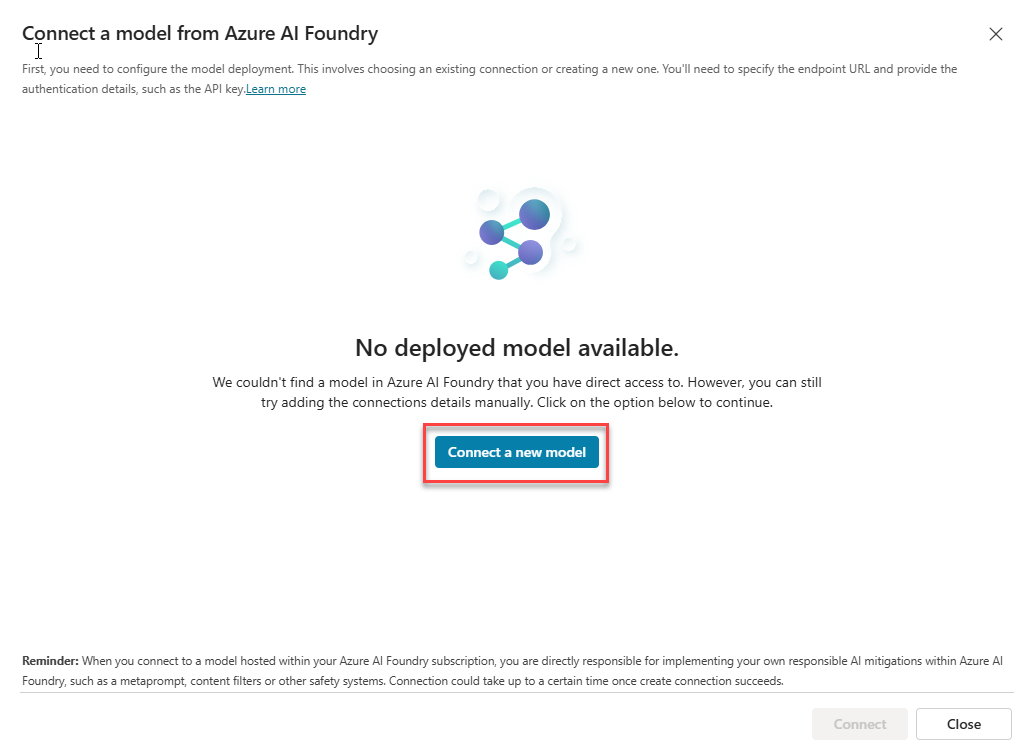 Connect a model from Azure AI Foundry
First, you need to configure the model deployment. This involves choosing an existing connection or creating a new one. You'll need to specify the endpoint URL and provide the
authentication details, such as the API key.Learn more
No deployed model available.
We couldn't find a model in Azure AI Foundry that you have direct access to. However, you can still
try adding the connections details manually. Click on the option below to continue.
Connect a new model
Reminder: When you connect to a model hosted within your Azure AI Foundry subscription, you are directly responsible for implementing your own responsible AI mitigations within Azure AI
Foundry, such as a metaprompt, content filters or other safety systems. Connection could take up to a certain time once create connection succeeds.
Connect
Close